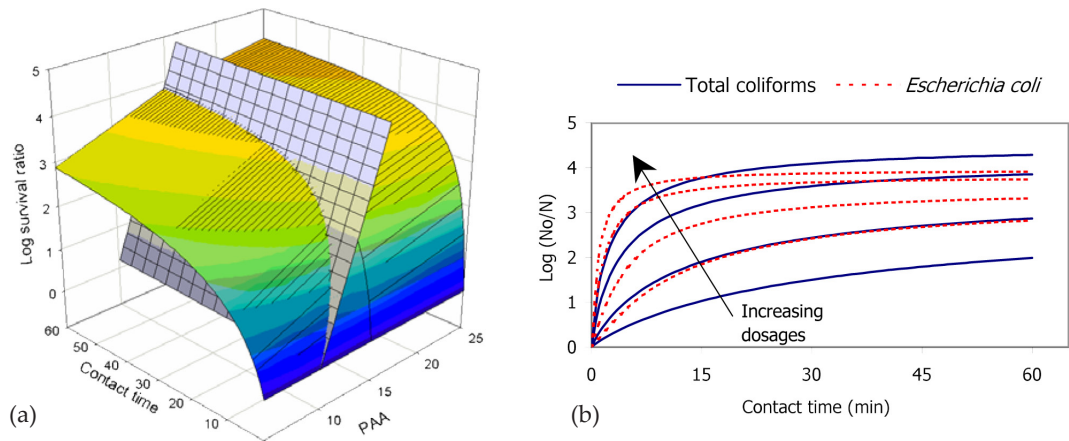 5
4
3
2
1
0
Log survival ratio
60
50
40
30
20
10
Contact time
10
15
20
25
PAA
(a)
Total coliforms
Escherichia coli
5
4
3
2
1
0
Log (No/N)
Increasing
dosages
0
15
30
45
60
Contact time (min)
(b)